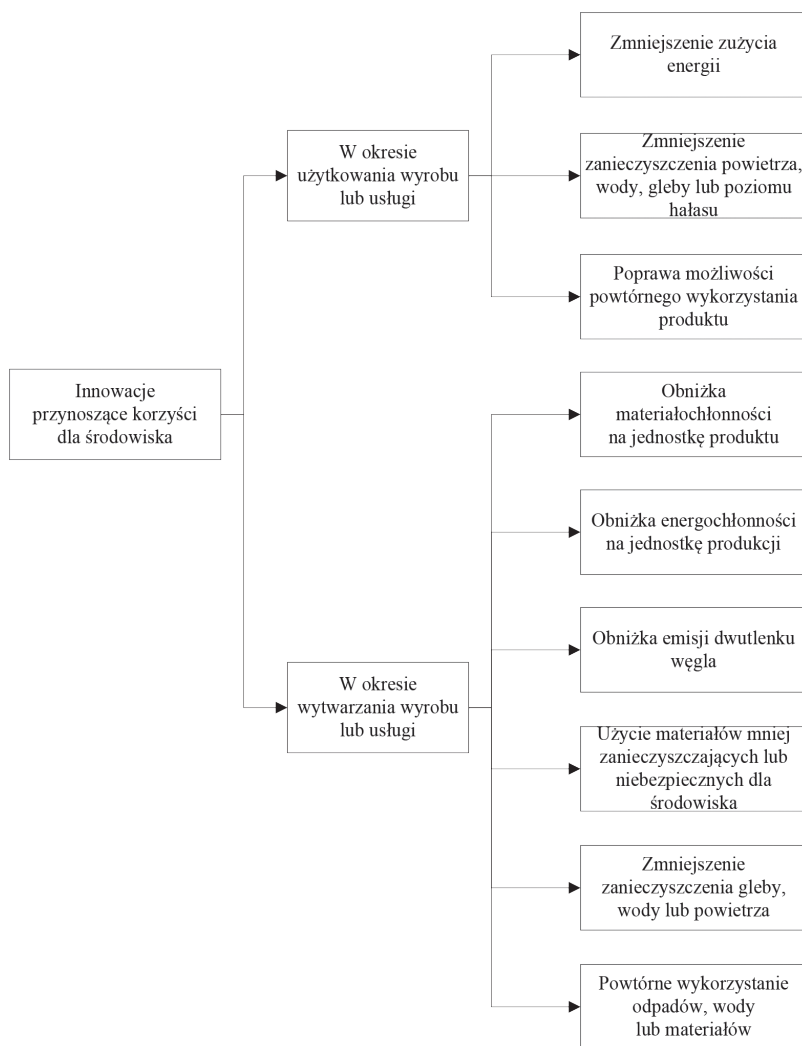 Innowacje
przynoszące korzyści
dla środowiska
W okresie
użytkowania wyrobu
lub usługi
Zmniejszenie zużycia
energii
Zmniejszenie
zanieczyszczenia powietrza,
wody, gleby lub poziomu
hałasu
Poprawa możliwości
powtórnego wykorzystania
produktu
W okresie
wytwarzania wyrobu
lub usługi
Obniżka
materiałochłonności
na jednostkę produktu
Obniżka energochłonności
na jednostkę produkcji
Obniżka emisji dwutlenku
węgla
Użycie materiałów mniej
zanieczyszczających lub
niebezpiecznych dla
środowiska
Zmniejszenie
zanieczyszczenia gleby,
wody lub powietrza
Powtórne wykorzystanie
odpadów, wody
lub materiałów